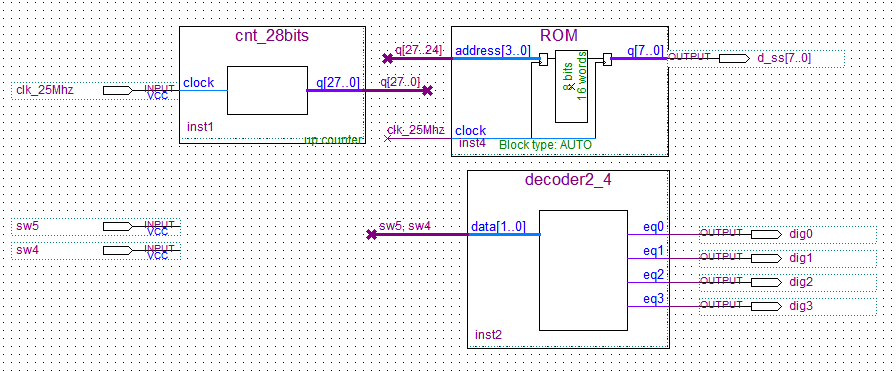 cnt_28bits
clk_25Mhz
INPUT
VCC
clock
q[27..0]
q[27..0]
inst1
up counter
ROM
q[27..24]
address[3..0]
q[7..0]
OUTPUT
d_ss[7..0]
8 bits
16 words
clk_25Mhz
clock
inst4
Block type: AUTO
decoder2_4
sw5
INPUT
VCC
sw4
INPUT
VCC
sw5, sw4
data[1..0]
eq0
OUTPUT
dig0
eq1
OUTPUT
dig1
eq2
OUTPUT
dig2
eq3
OUTPUT
dig3
inst2